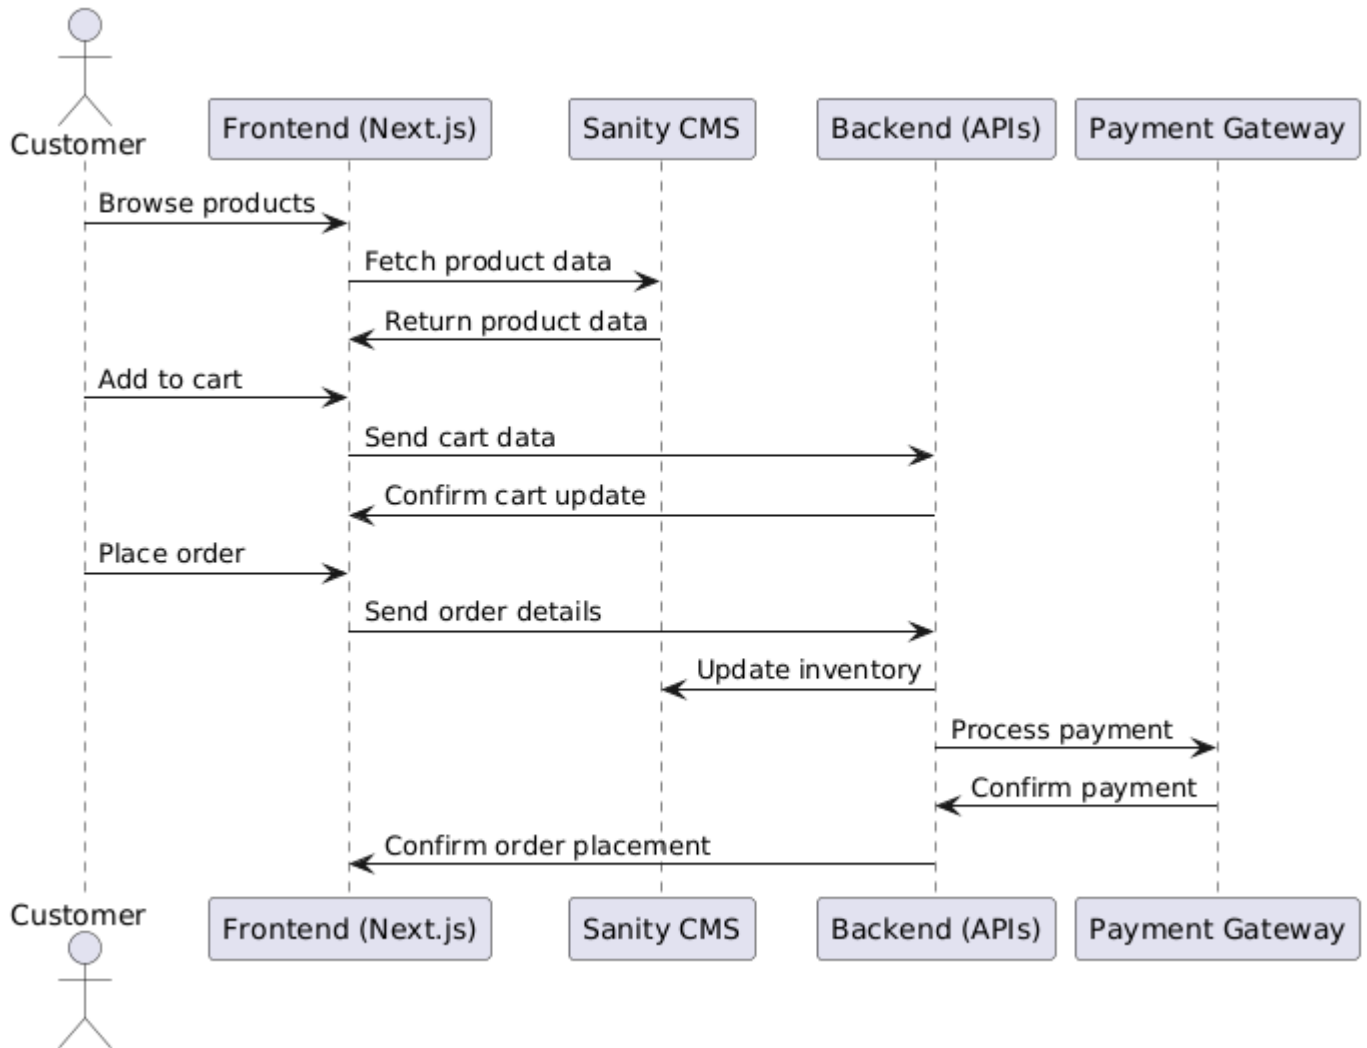 Customer
Frontend (Next.js)
Sanity CMS
Backend (APIs)
Payment Gateway
Browse products
Fetch product data
Return product data
Add to cart
Send cart data
Confirm cart update
Place order
Send order details
Update inventory
Process payment
Confirm payment
Confirm order placement
Customer
Frontend (Next.js)
Sanity CMS
Backend (APIs)
Payment Gateway